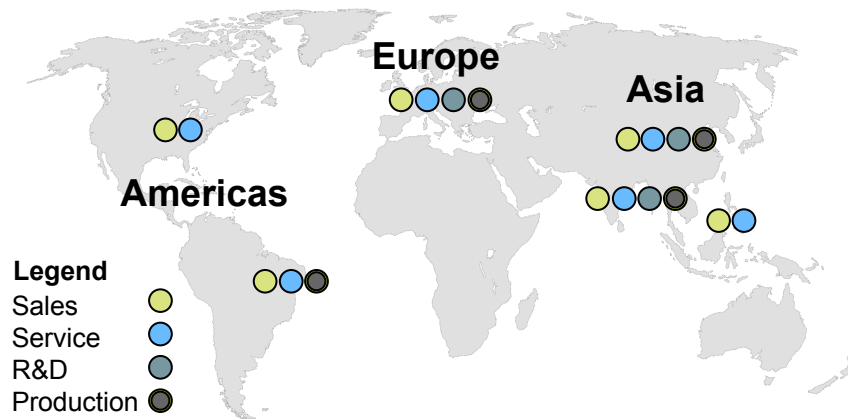 Europe
Asia
Americas
Legend
Sales
Service
R&D
Production